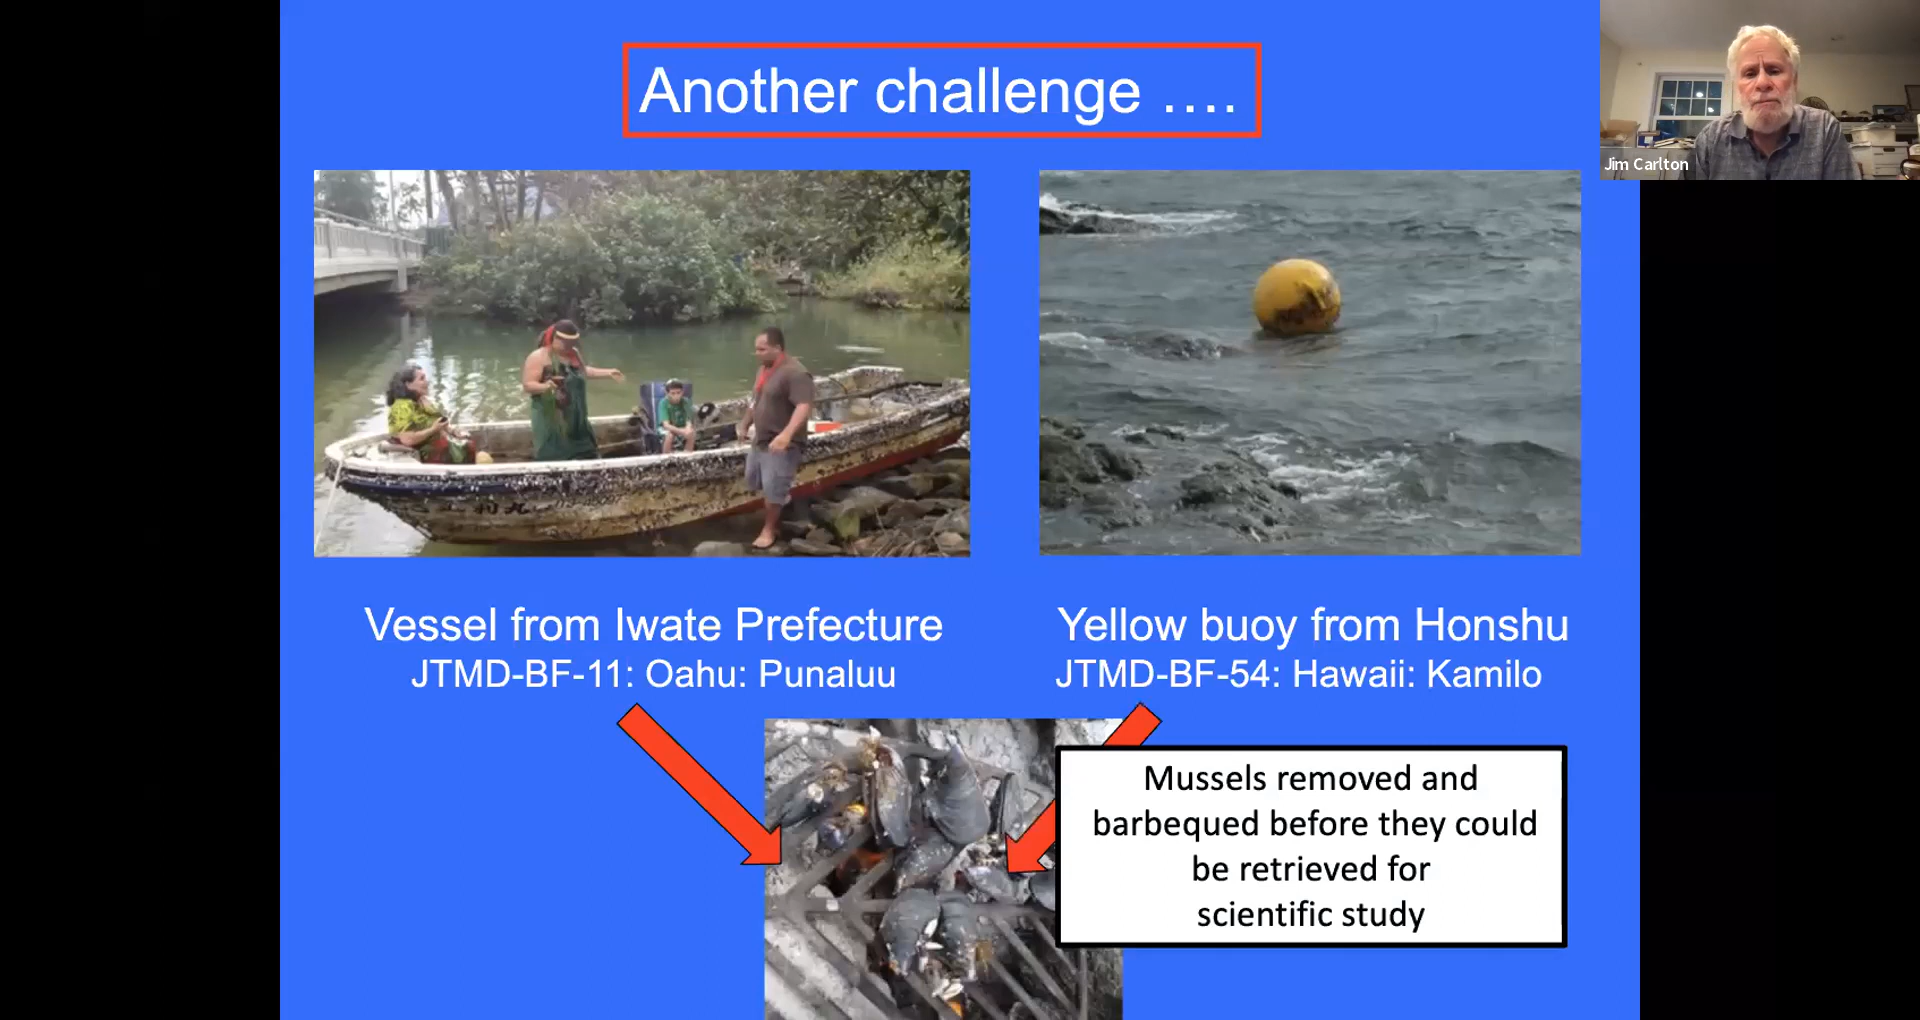 Another challenge ....
Jim Carlton
Vessel from Iwate Prefecture
JTMD-BF-11: Oahu: Punaluu
Yellow buoy from Honshu
JTMD-BF-54: Hawaii: Kamilo
Mussels removed and
barbequed before they could
be retrieved for
scientific study